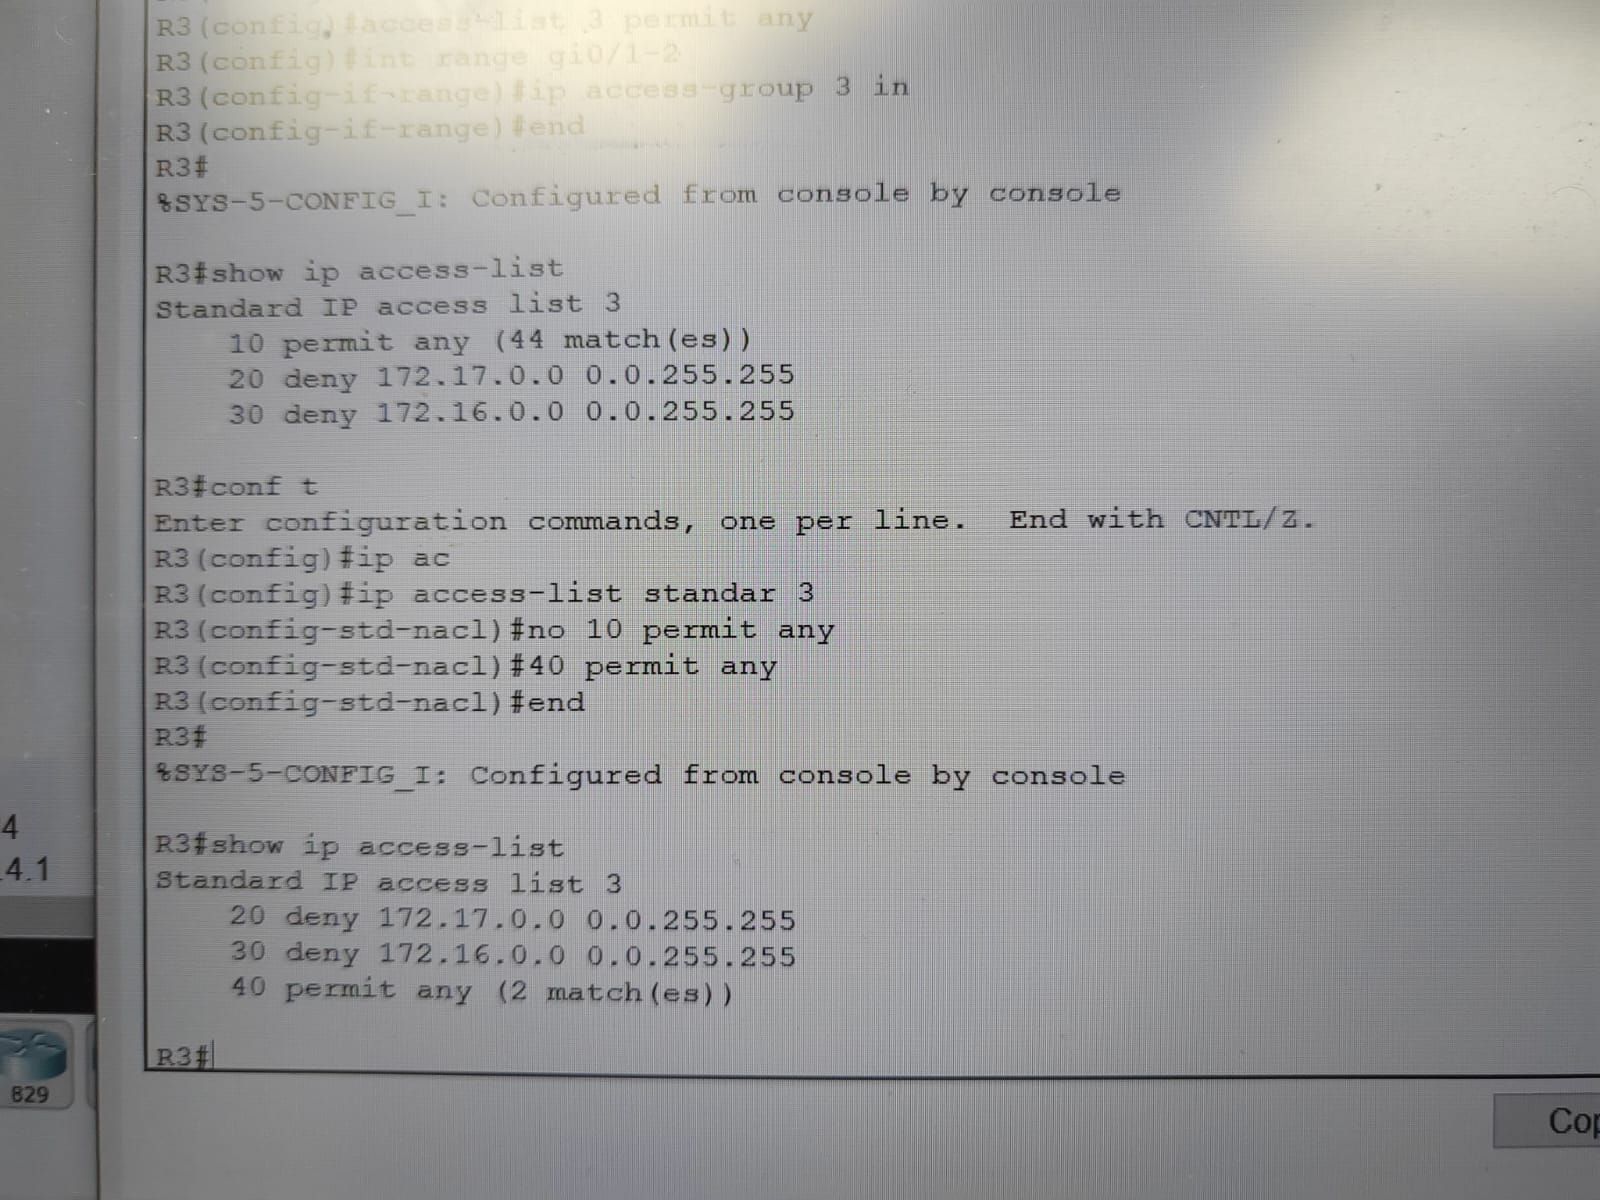 R3(config)#access-list 3 permit any
R3(config)#int range gi0/1-2
R3(config-if-range)#ip access-group 3 in
R3(config-if-range)#end
R3#
%SYS-5-CONFIG_I: Configured from console by console
R3#show ip access-list
Standard IP access list 3
10 permit any (44 match(es))
20 deny 172.17.0.0 0.0.255.255
30 deny 172.16.0.0 0.0.255.255
R3#conf t
Enter configuration commands, one per line. End with CNTL/Z.
R3(config)#ip ac
R3(config)#ip access-list standar 3
R3(config-std-nacl)#no 10 permit any
R3(config-std-nacl)#40 permit any
R3(config-std-nacl)#end
R3#
%SYS-5-CONFIG_I: Configured from console by console
R3#show ip access-list
Standard IP access list 3
20 deny 172.17.0.0 0.0.255.255
30 deny 172.16.0.0 0.0.255.255
40 permit any (2 match(es))
R3#
4
.4.1
829
Cop